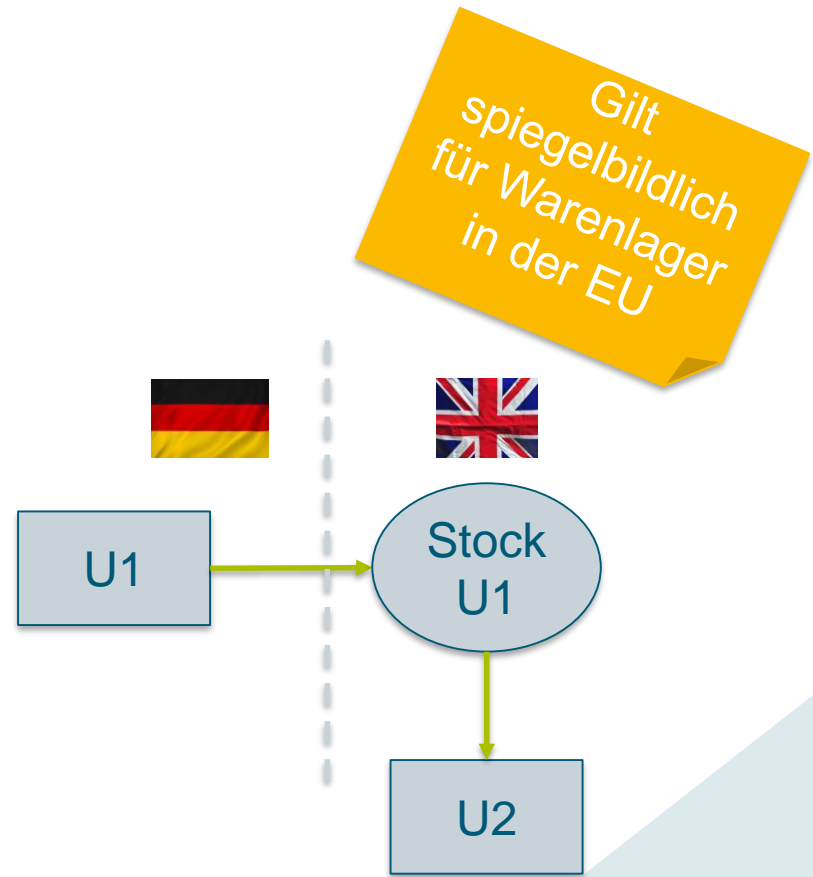 Gilt
spiegelbildlich
für Warenlager
in der EU
U1
Stock
U1
U2